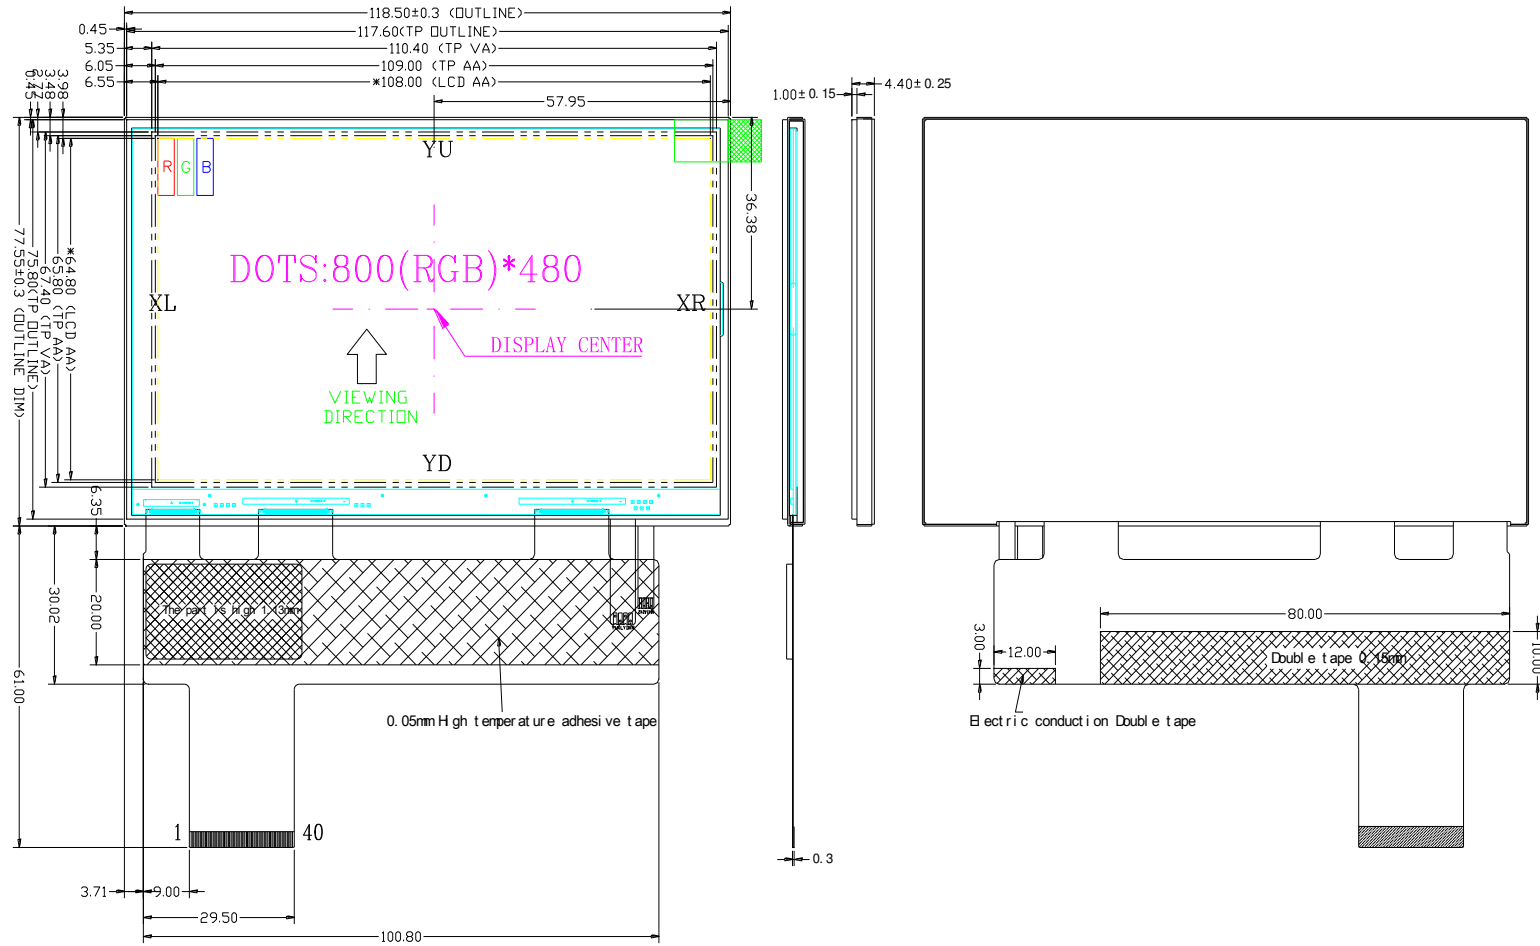 118.50±0.3 (OUTLINE)
0.45
117.60(TP OUTLINE)
5.35
110.40 (TP VA)
6.05
109.00 (TP AA)
6.55
*108.00 (LCD AA)
57.95
4.40±0.25
1.00±0.15
3.98
3.48
2.77
0.45
YU
R G B
36.38
DOTS:800(RGB)*480
XL
XR
DISPLAY CENTER
VIEWING
DIRECTION
YD
*64.80 (LCD AA)
65.80 (TP AA)
67.40 (TP VA)
75.80(TP OUTLINE)
77.55±0.3 (OUTLINE DIM)
6.35
20.00
30.02
61.00
The part is high 1.13mm
0.05mm High temperature adhesive tape
1
40
3.71
9.00
29.50
100.80
0.3
80.00
3.00
12.00
10.00
Double tape 0.15mm
Electric conduction Double tape